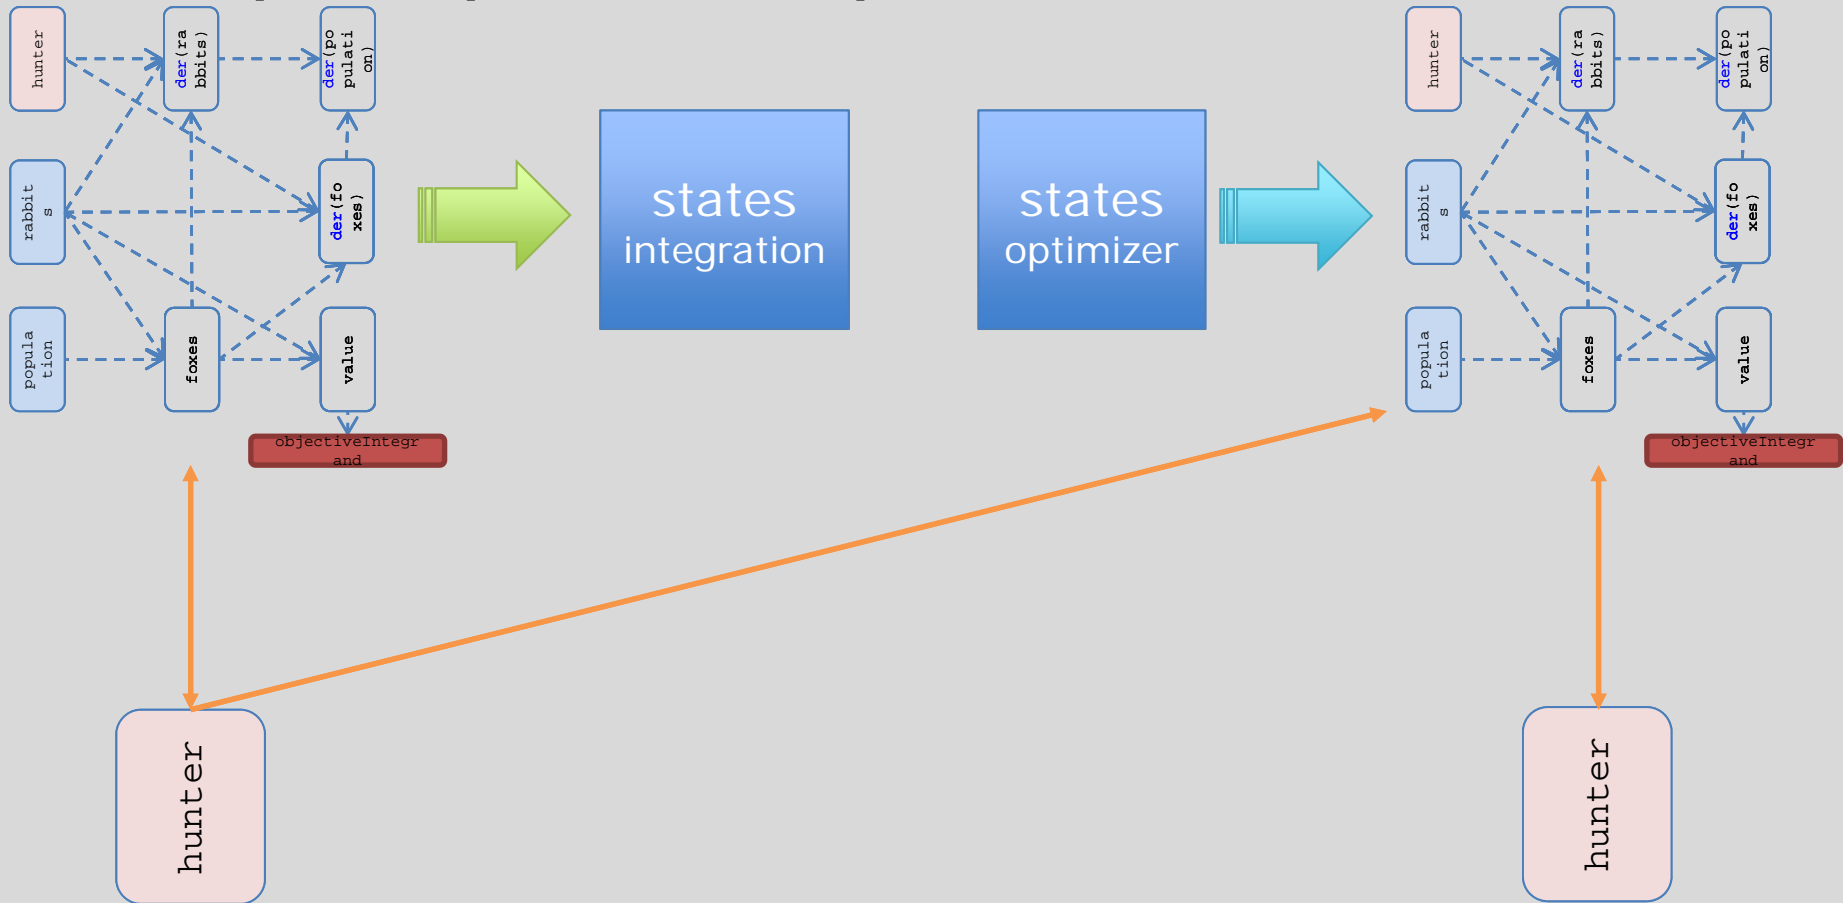 hunter
der(ra
bbits)
der(po
pulati
on)
rabbit
s
der(fo
xes)
popula
tion
foxes
value
objectiveIntegr
and
states
integration
states
optimizer
hunter
der(ra
bbits)
der(po
pulati
on)
rabbit
s
der(fo
xes)
popula
tion
foxes
value
objectiveIntegr
and
hunter
hunter